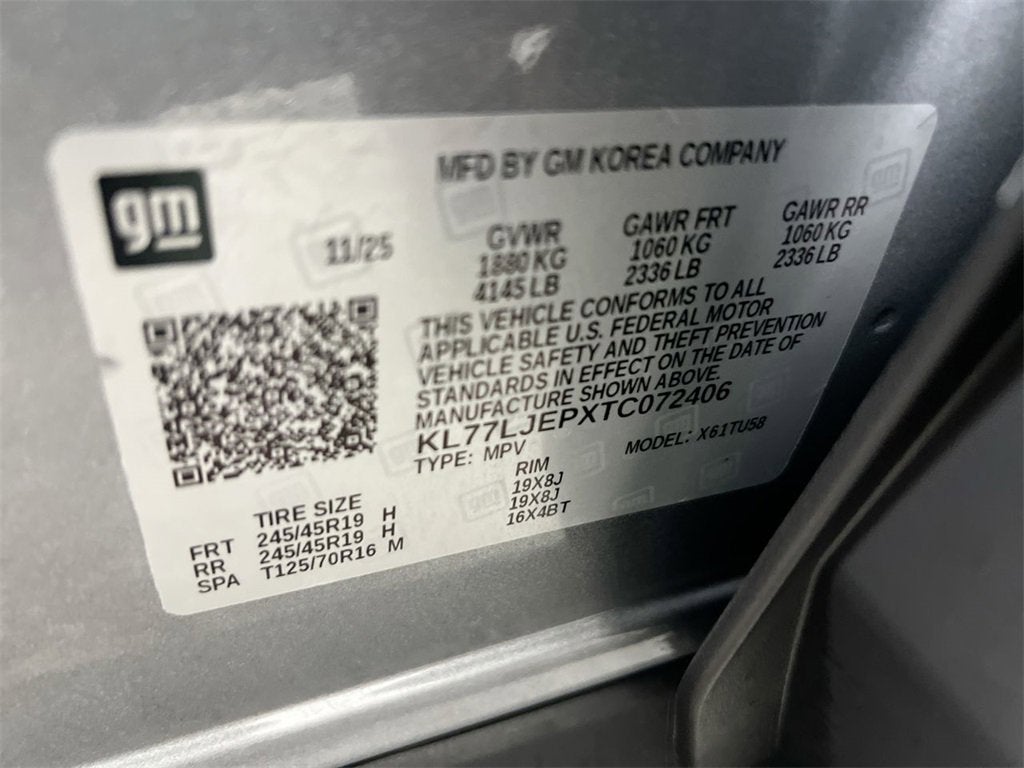 gm
MFD BY GM KOREA COMPANY
11/25
GVWR GAWR FRT GAWR RR
1880 KG 1060 KG 1060 KG
4145 LB 2336 LB 2336 LB
THIS VEHICLE CONFORMS TO ALL
APPLICABLE U.S. FEDERAL MOTOR
VEHICLE SAFETY AND THEFT PREVENTION
STANDARDS IN EFFECT ON THE DATE OF
MANUFACTURE SHOWN ABOVE.
KL77LJEPXTC072406
TYPE: MPV MODEL: X61TU58
TIRE SIZE RIM
FRT 245/45R19 H 19X8J
RR 245/45R19 H 19X8J
SPA T125/70R16 M 16X4BT